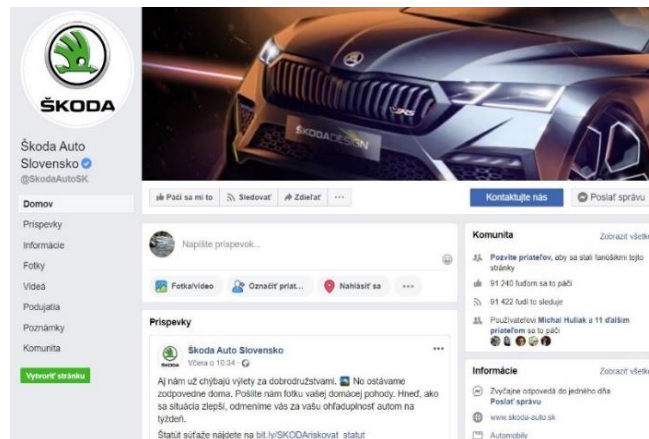 ŠKODA
Škoda Auto
Slovensko
@SkodaAutoSK
Domov
Príspevky
Informácie
Fotky
Videá
Podujatia
Poznámky
Komunita
Vytvoriť stránku
ŠKODA DESIGN
Páči sa mi to
Sledovať
Zdieľať
Kontaktujte nás
Poslať správu
Napíšte príspevok...
Fotka/video
Označiť priat...
Nahlásiť sa
Príspevky
Škoda Auto Slovensko
Včera o 10:34
Aj nám už chýbajú výlety za dobrodružstvami. No ostávame
zodpovedne doma. Pošlite nám fotku vašej domácej pohody. Hneď, ako
sa situácia zlepší, odmeníme vás za vašu ohľaduplnosť autom na
týždeň.
Štatút súťaže nájdete na bit.ly/SKODAriskovat_statut
Komunita
Zobraziť všetko
Pozvite priateľov, aby sa stali fanúšikmi tejto
stránky
91 240 ľuďom sa to páči
91 422 ľudí to sleduje
Používateľovi Michal Huliak a 11 ďalším
priateľom sa to páči
Informácie
Zobraziť všetko
Zvyčajne odpovedá do jedného dňa
Poslať správu
www.skoda-auto.sk
Automobily